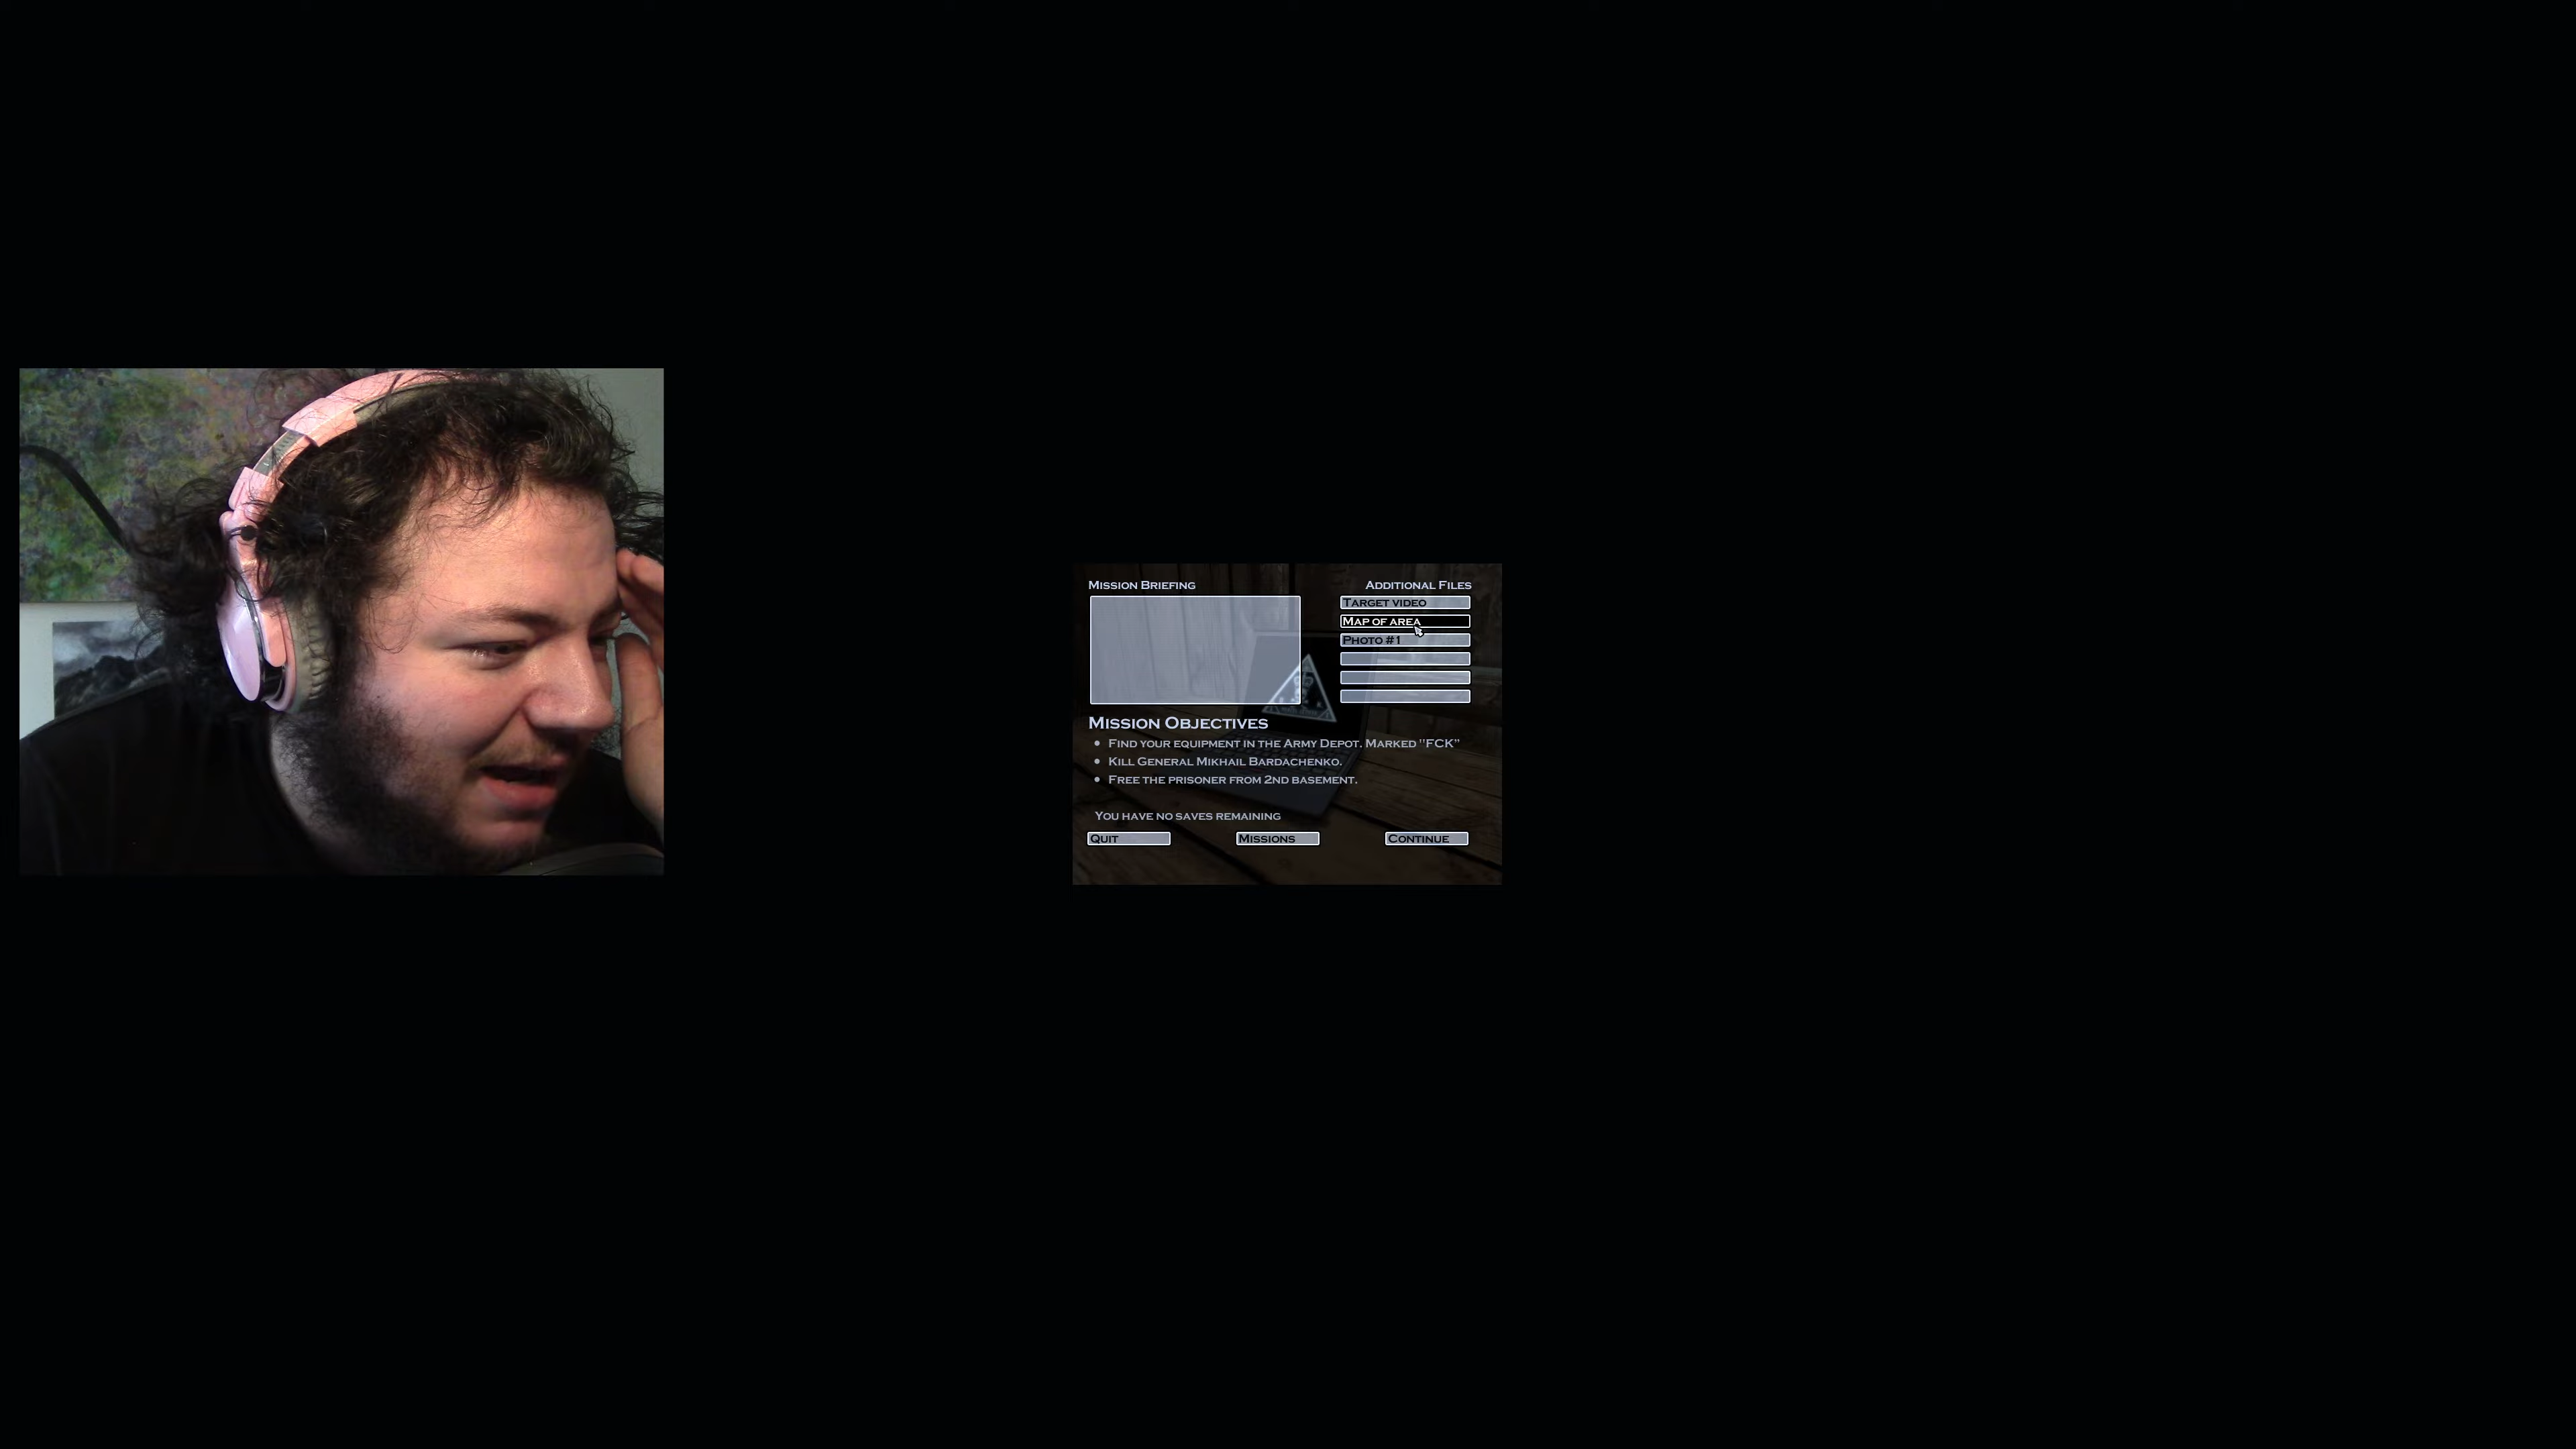 Mission Briefing
Additional Files
Target video
Map of area
Photo #1
Mission Objectives
• Find your equipment in the Army Depot. Marked "FCK"
• Kill General Mikhail Bardachenko.
• Free the prisoner from 2nd basement.
You have no saves remaining
Quit
Missions
Continue